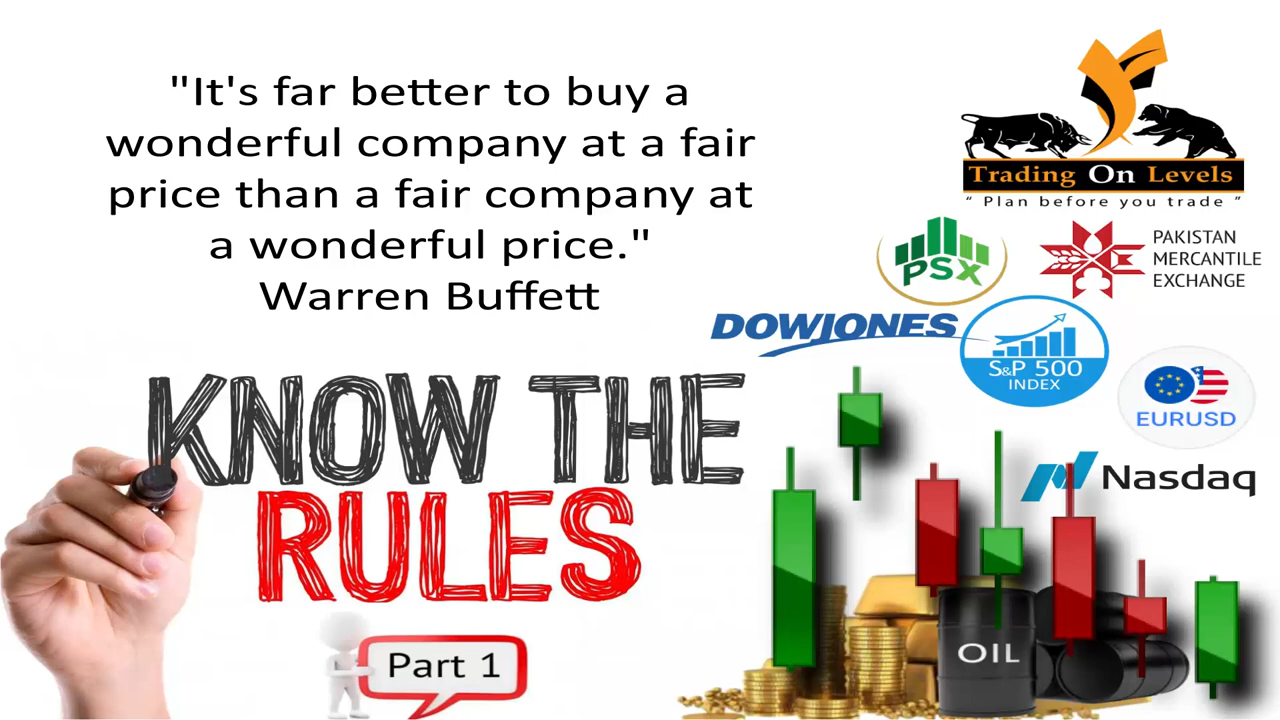 "It's far better to buy a
wonderful company at a fair
price than a fair company at
a wonderful price."
Warren Buffett
Trading On Levels
“ Plan before you trade ”
PSX
PAKISTAN
MERCANTILE
EXCHANGE
DOWJONES
S&P 500
INDEX
EURUSD
Nasdaq
KNOW THE
RULES
Part 1
OIL